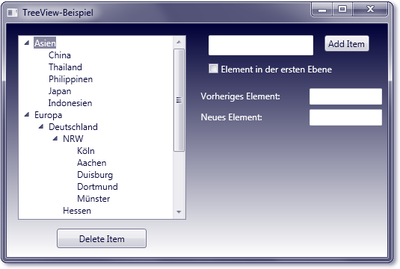 TreeView-Beispiel
Asien
China
Thailand
Philippinen
Japan
Indonesien
Europa
Deutschland
NRW
Köln
Aachen
Duisburg
Dortmund
Münster
Hessen
Delete Item
Add Item
Element in der ersten Ebene
Vorheriges Element:
Neues Element: